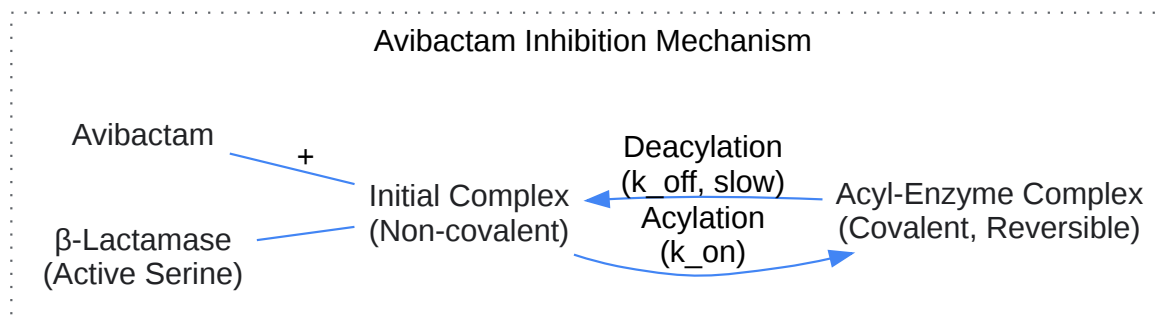 Avibactam Inhibition Mechanism
Avibactam
+
β-Lactamase
(Active Serine)
Initial Complex
(Non-covalent)
Deacylation
(k_off, slow)
Acylation
(k_on)
Acyl-Enzyme Complex
(Covalent, Reversible)